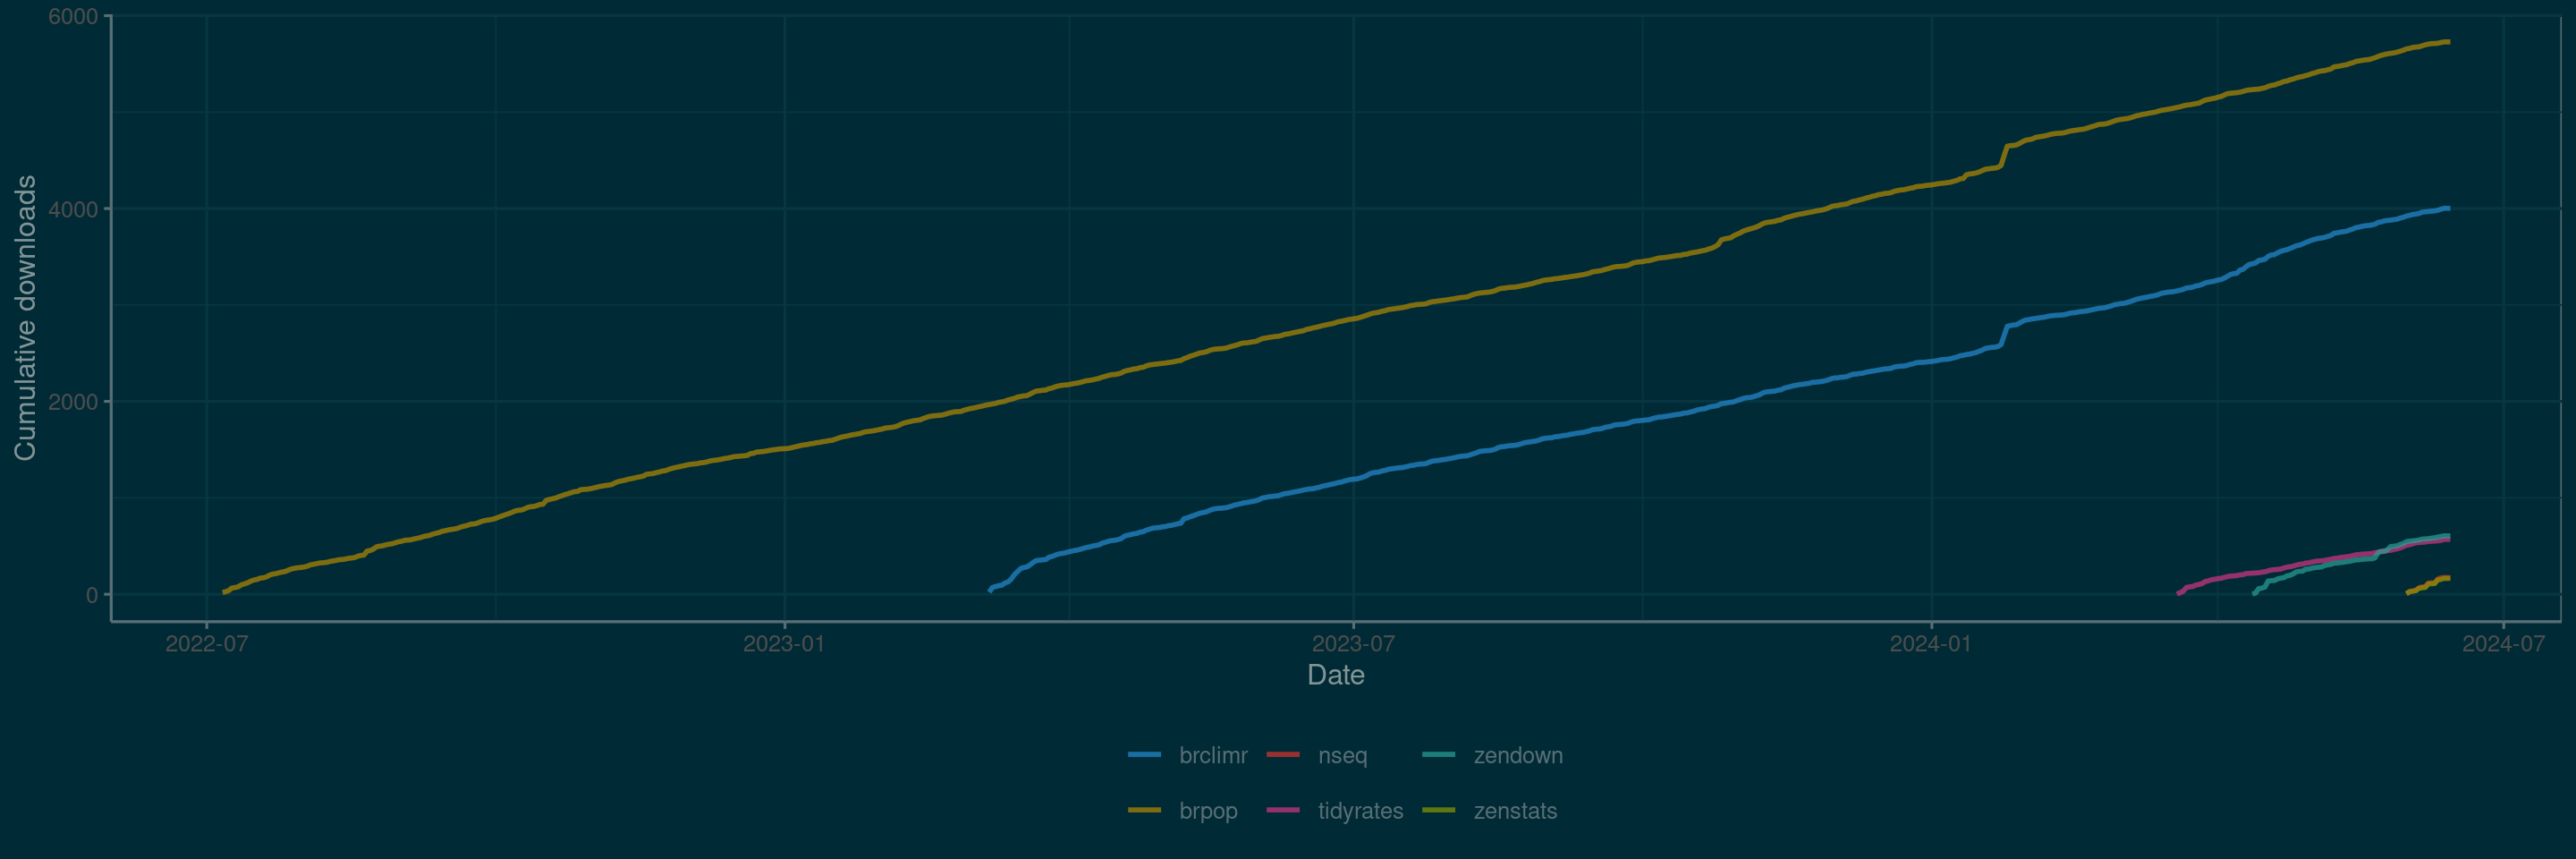 6000
4000
2000
0
Cumulative downloads
2022-07 2023-01 2023-07 2024-01 2024-07
Date
brclimr nseq zendown
brpop tidyrates zenstats